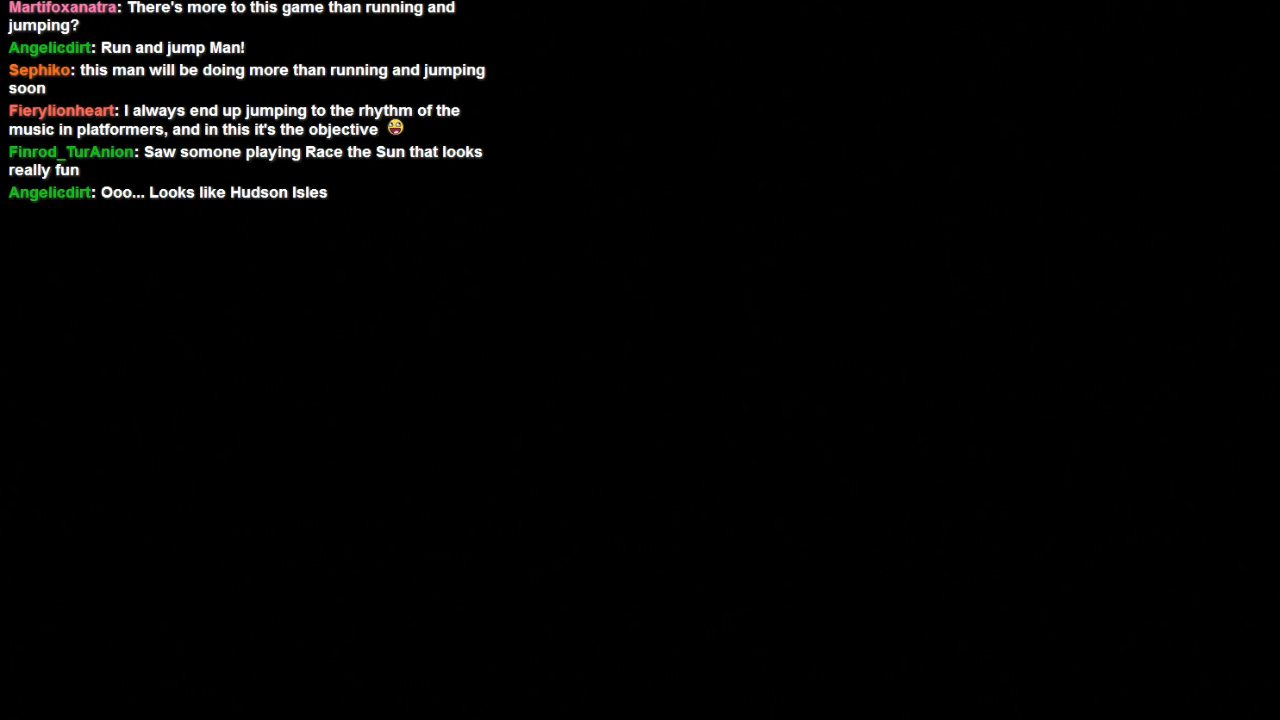 Martifoxanatra: There's more to this game than running and
jumping?
Angelicdirt: Run and jump Man!
Sephiko: this man will be doing more than running and jumping
soon
Fierylionheart: I always end up jumping to the rhythm of the
music in platformers, and in this it's the objective
Finrod_TurAnion: Saw somone playing Race the Sun that looks
really fun
Angelicdirt: Ooo... Looks like Hudson Isles